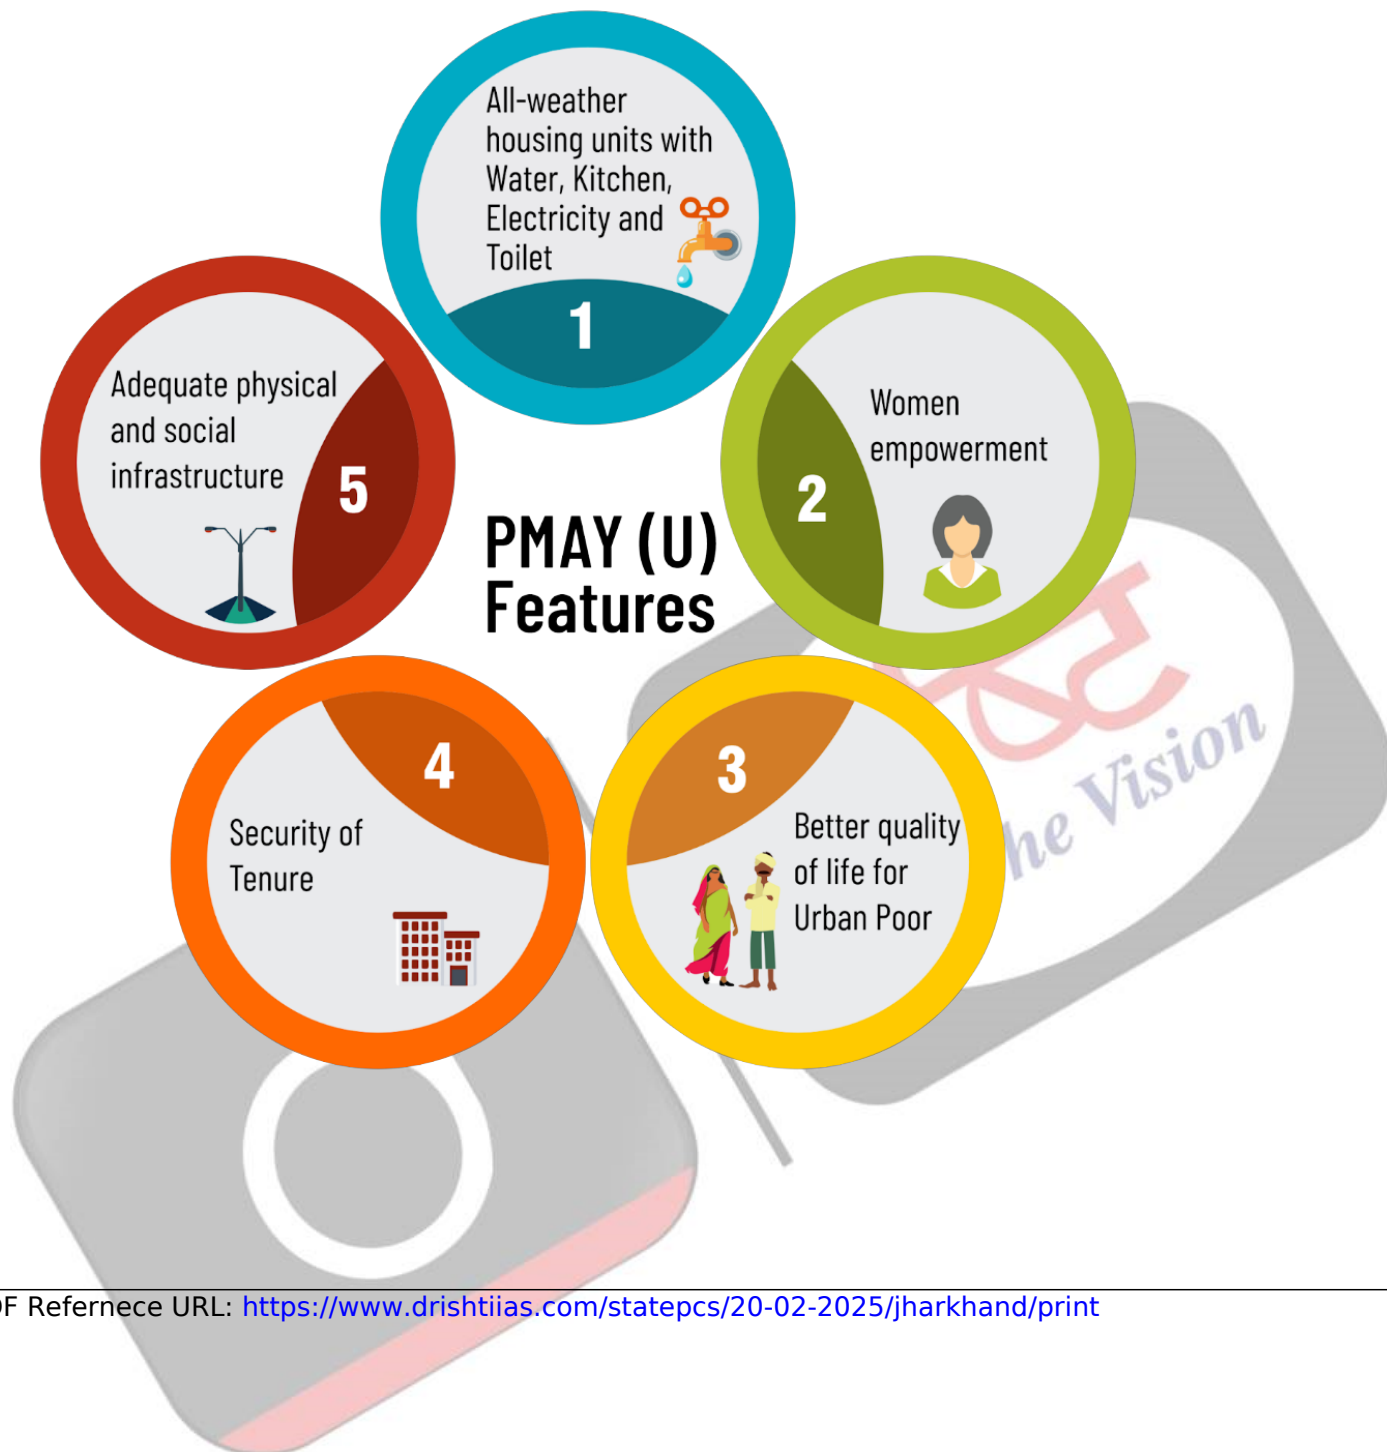 All-weather
housing units with
Water, Kitchen,
Electricity and
Toilet
1
Women
empowerment
2
Better quality
of life for
Urban Poor
3
Security of
Tenure
4
Adequate physical
and social
infrastructure
5
PMAY (U)
Features
he Vision
F Refernece URL: https://www.drishtiias.com/statepcs/20-02-2025/jharkhand/print